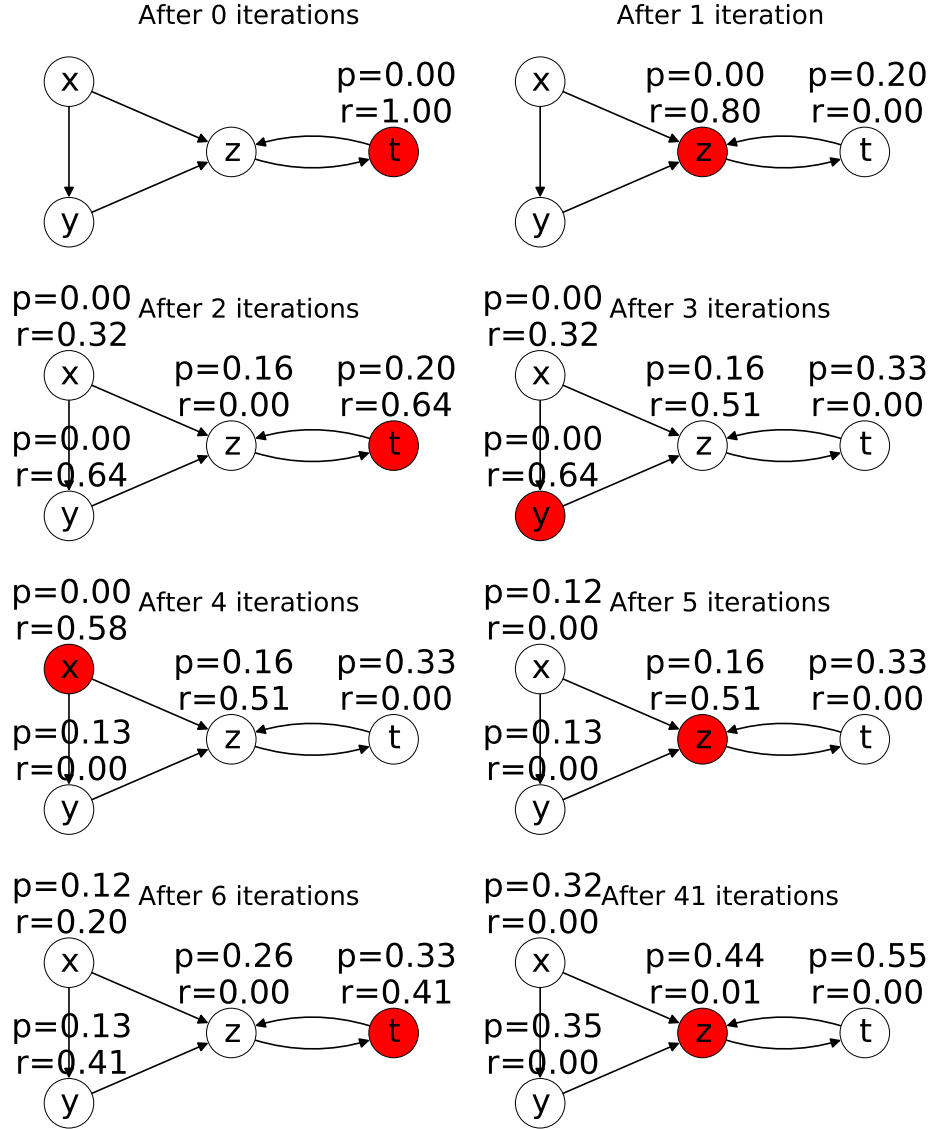 After 0 iterations
x
p=0.00
r=1.00
z
t
y
After 1 iteration
x
p=0.00
r=0.80
p=0.20
r=0.00
z
t
y
After 2 iterations
p=0.00
r=0.32
x
p=0.16
r=0.00
p=0.20
r=0.64
p=0.00
r=0.64
z
t
y
After 3 iterations
p=0.00
r=0.32
x
p=0.16
r=0.51
p=0.33
r=0.00
p=0.00
r=0.64
z
t
y
After 4 iterations
p=0.00
r=0.58
x
p=0.16
r=0.51
p=0.33
r=0.00
p=0.13
r=0.00
z
t
y
After 5 iterations
p=0.12
r=0.00
x
p=0.16
r=0.51
p=0.33
r=0.00
p=0.13
r=0.00
z
t
y
After 6 iterations
p=0.12
r=0.20
x
p=0.26
r=0.00
p=0.33
r=0.41
p=0.13
r=0.41
z
t
y
After 41 iterations
p=0.32
r=0.00
x
p=0.44
r=0.01
p=0.55
r=0.00
p=0.35
r=0.00
z
t
y